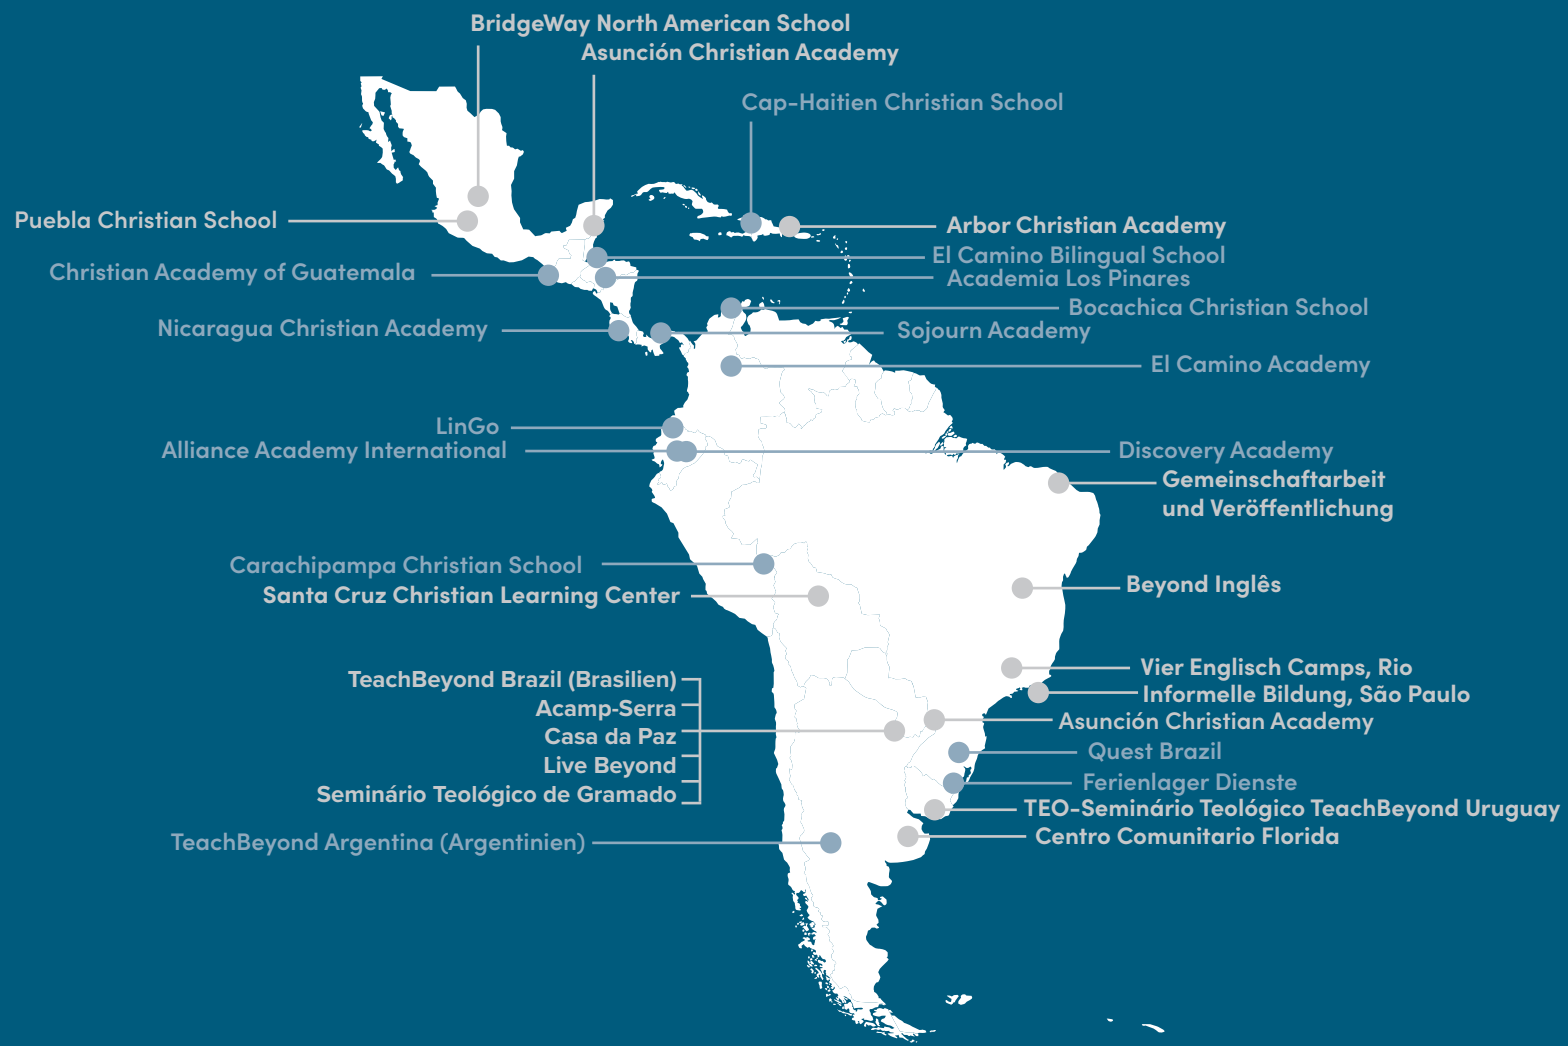 BridgeWay North American School
Asunción Christian Academy
Cap-Haitien Christian School
Puebla Christian School
Arbor Christian Academy
El Camino Bilingual School
Christian Academy of Guatemala
Academia Los Pinares
Bocachica Christian School
Nicaragua Christian Academy
Sojourn Academy
El Camino Academy
LinGo
Alliance Academy International
Discovery Academy
Gemeinschaftarbeit
und Veröffentlichung
Carachipampa Christian School
Santa Cruz Christian Learning Center
Beyond Inglês
Vier Englisch Camps, Rio
Informelle Bildung, São Paulo
TeachBeyond Brazil (Brasilien)
Acamp-Serra
Casa da Paz
Live Beyond
Seminário Teológico de Gramado
Asunción Christian Academy
Quest Brazil
Ferienlager Dienste
TEO-Seminário Teológico TeachBeyond Uruguay
Centro Comunitario Florida
TeachBeyond Argentina (Argentinien)